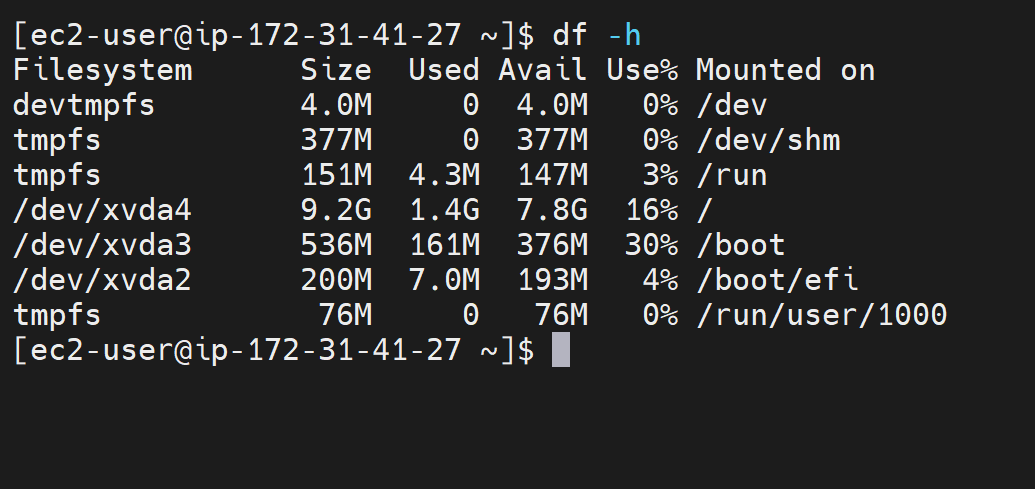 [ec2-user@ip-172-31-41-27 ~]$ df -h
Filesystem      Size  Used Avail Use% Mounted on
devtmpfs        4.0M     0  4.0M   0% /dev
tmpfs           377M     0  377M   0% /dev/shm
tmpfs           151M  4.3M  147M   3% /run
/dev/xvda4      9.2G  1.4G  7.8G  16% /
/dev/xvda3      536M  161M  376M  30% /boot
/dev/xvda2      200M  7.0M  193M   4% /boot/efi
tmpfs            76M     0   76M   0% /run/user/1000
[ec2-user@ip-172-31-41-27 ~]$